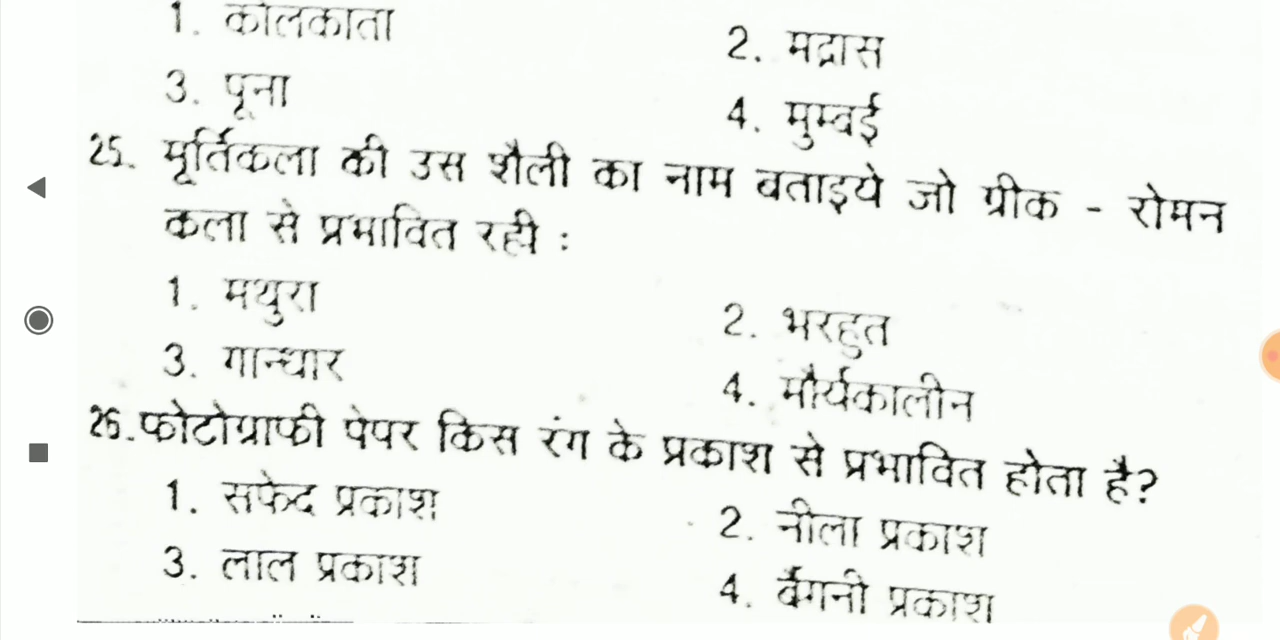 1. कोलकाता
2. मद्रास
3. पूना
4. मुम्वई
25. मूर्तिकला की उस शैली का नाम बताइये जो ग्रीक - रोमन
कला से प्रभावित रही :
1. मथुरा
2. भरहुत
3. गान्धार
4. मौर्यकालीन
26. फोटोग्राफी पेपर किस रंग के प्रकाश से प्रभावित होता है?
1. सफेद प्रकाश
2. नीला प्रकाश
3. लाल प्रकाश
4. बैंगनी प्रकाश